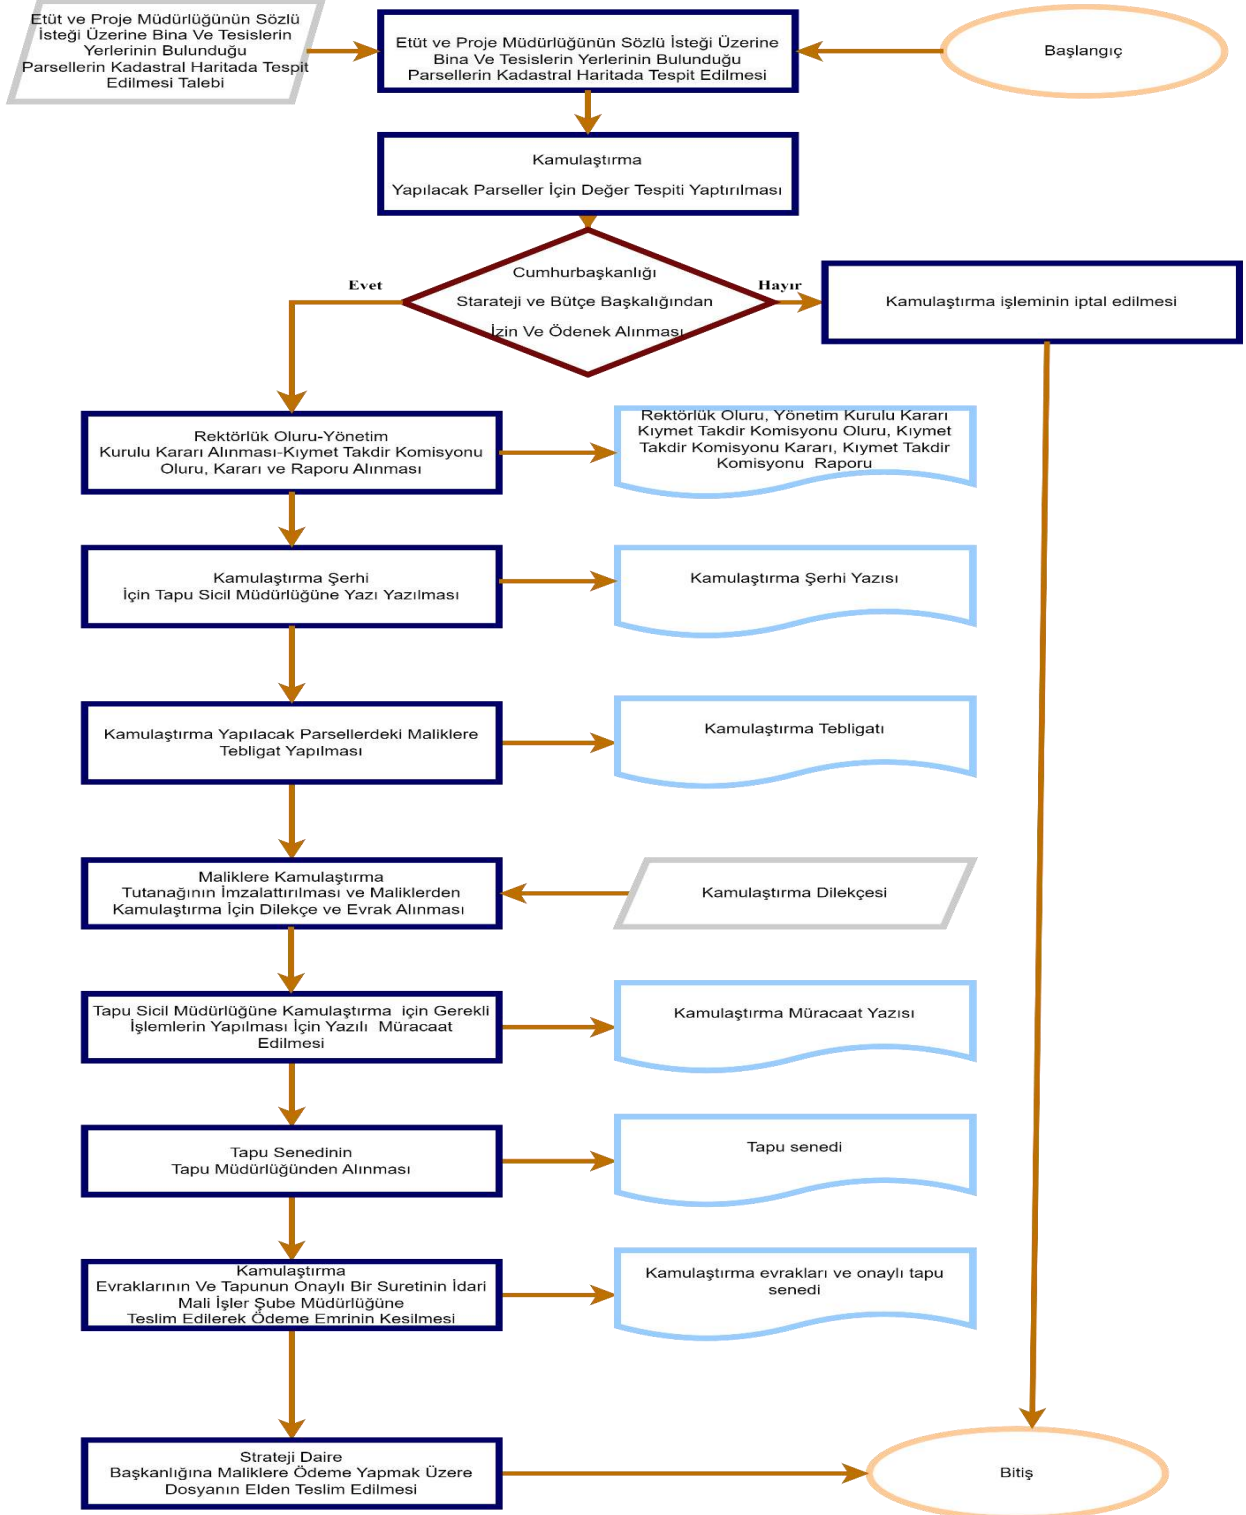 Etüt ve Proje Müdürlüğünün Sözlü
İsteği Üzerine Bina Ve Tesislerin
Yerlerinin Bulunduğu
Parsellerin Kadastral Haritada Tespit
Edilmesi Talebi
Etüt ve Proje Müdürlüğünün Sözlü İsteği Üzerine
Bina Ve Tesislerin Yerlerinin Bulunduğu
Parsellerin Kadastral Haritada Tespit Edilmesi
Başlangıç
Kamulaştırma
Yapılacak Parseller İçin Değer Tespiti Yaptırılması
Cumhurbaşkanlığı
Starateji ve Bütçe Başkalığından
İzin Ve Ödenek Alınması
Evet
Hayır
Kamulaştırma işleminin iptal edilmesi
Rektörlük Oluru-Yönetim
Kurulu Kararı Alınması-Kıymet Takdir Komisyonu
Oluru, Kararı ve Raporu Alınması
Rektörlük Oluru, Yönetim Kurulu Kararı
Kıymet Takdir Komisyonu Oluru, Kıymet
Takdir Komisyonu Kararı, Kıymet Takdir
Komisyonu Raporu
Kamulaştırma Şerhi
İçin Tapu Sicil Müdürlüğüne Yazı Yazılması
Kamulaştırma Şerhi Yazısı
Kamulaştırma Yapılacak Parsellerdeki Maliklere
Tebligat Yapılması
Kamulaştırma Tebligatı
Maliklere Kamulaştırma
Tutanağının İmzalattırılması ve Maliklerden
Kamulaştırma İçin Dilekçe ve Evrak Alınması
Kamulaştırma Dilekçesi
Tapu Sicil Müdürlüğüne Kamulaştırma için Gerekli
İşlemlerin Yapılması İçin Yazılı Müracaat
Edilmesi
Kamulaştırma Müracaat Yazısı
Tapu Senedinin
Tapu Müdürlüğünden Alınması
Tapu senedi
Kamulaştırma
Evraklarının Ve Tapunun Onaylı Bir Suretinin İdari
Mali İşler Şube Müdürlüğüne
Teslim Edilerek Ödeme Emrinin Kesilmesi
Kamulaştırma evrakları ve onaylı tapu
senedi
Strateji Daire
Başkanlığına Maliklere Ödeme Yapmak Üzere
Dosyanın Elden Teslim Edilmesi
Bitiş